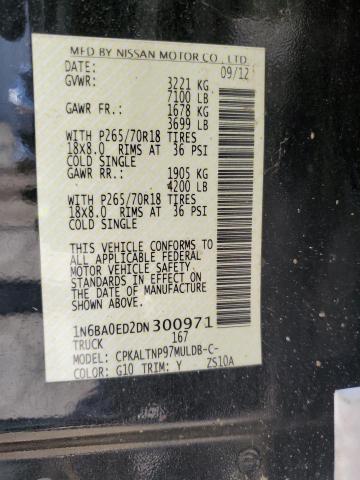 MFD BY NISSAN MOTOR CO., LTD.
DATE: 09/12
GVWR: 3221 KG
7100 LB
GAWR FR.: 1678 KG
3699 LB
WITH P265/70R18 TIRES
18x8.0 RIMS AT 36 PSI
COLD SINGLE
GAWR RR.: 1905 KG
4200 LB
WITH P265/70R18 TIRES
18x8.0 RIMS AT 36 PSI
COLD SINGLE
THIS VEHICLE CONFORMS TO
ALL APPLICABLE FEDERAL
MOTOR VEHICLE SAFETY
STANDARDS IN EFFECT ON
THE DATE OF MANUFACTURE
SHOWN ABOVE.
1N6BA0ED2DN300971
TRUCK 167
MODEL: CPKALTNP97MULDB-C-
COLOR: G10 TRIM: Y ZS10A